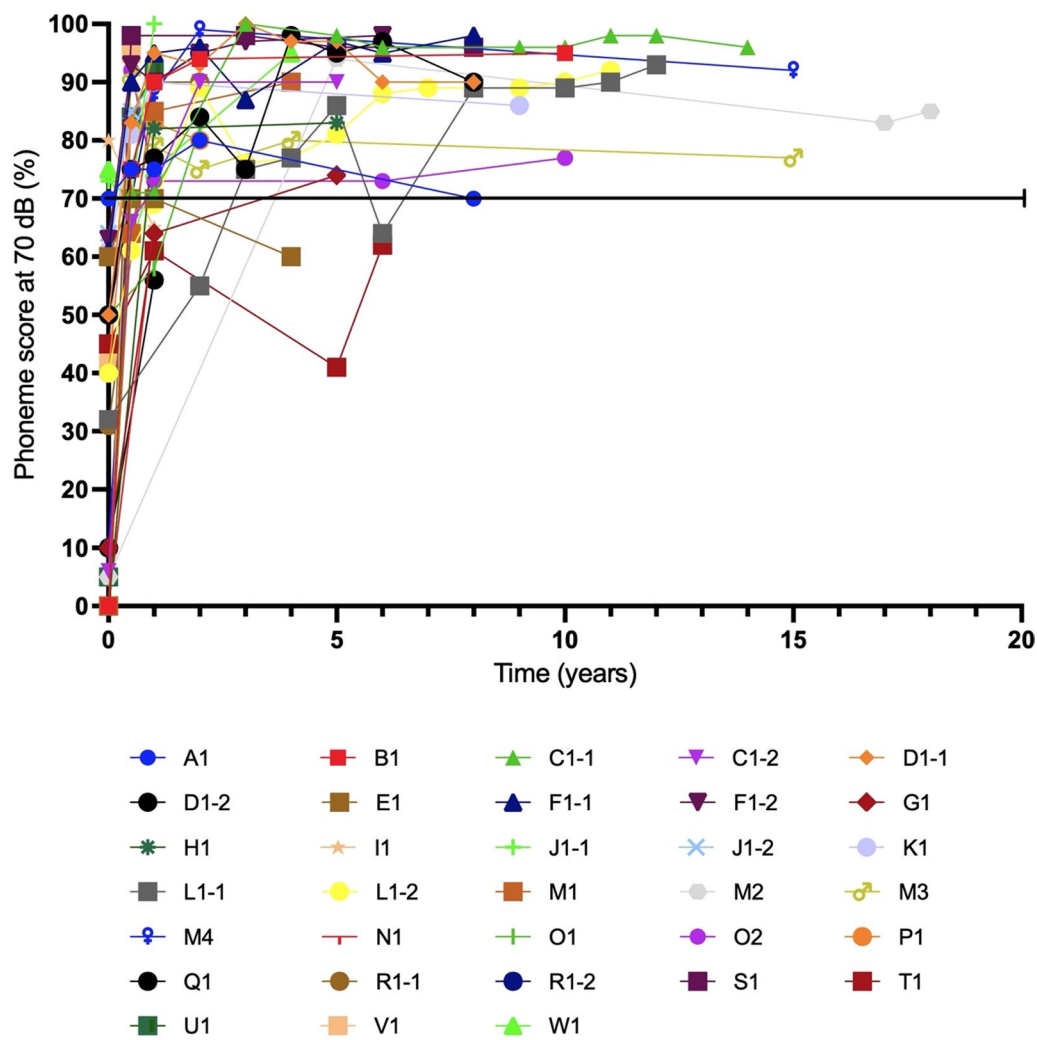 Phoneme score at 70 dB (%)
100
90
80
70
60
50
40
30
20
10
0
0 5 10 15 20
Time (years)
A1 B1 C1-1 C1-2 D1-1
D1-2 E1 F1-1 F1-2 G1
H1 I1 J1-1 J1-2 K1
L1-1 L1-2 M1 M2 M3
M4 N1 O1 O2 P1
Q1 R1-1 R1-2 S1 T1
U1 V1 W1